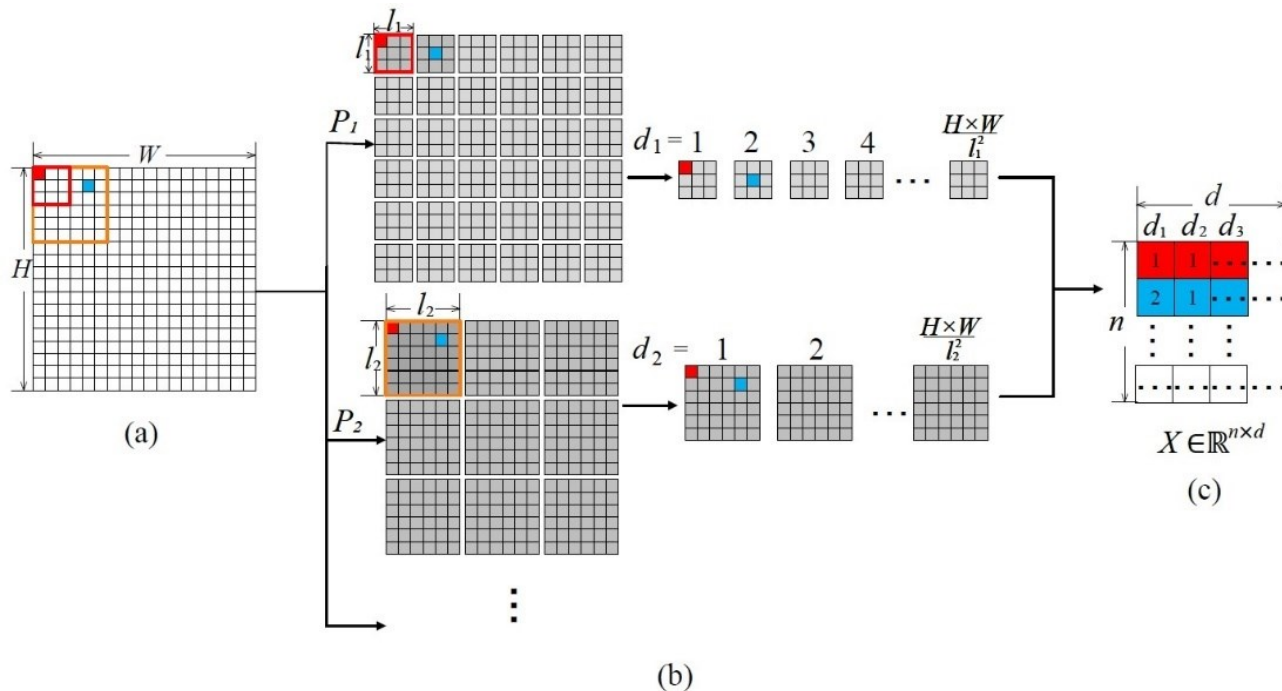 W
H
(a)
P₁
l₁
l₁
d₁ = 1 2 3 4 ... H×W/l₁²
P₂
l₂
l₂
d₂ = 1 2 ... H×W/l₂²
⋮
(b)
d
d₁ d₂ d₃
n
1 1 ......
2 1 ......
⋮ ⋮ ⋮
......
X∈ℝⁿˣᵈ
(c)